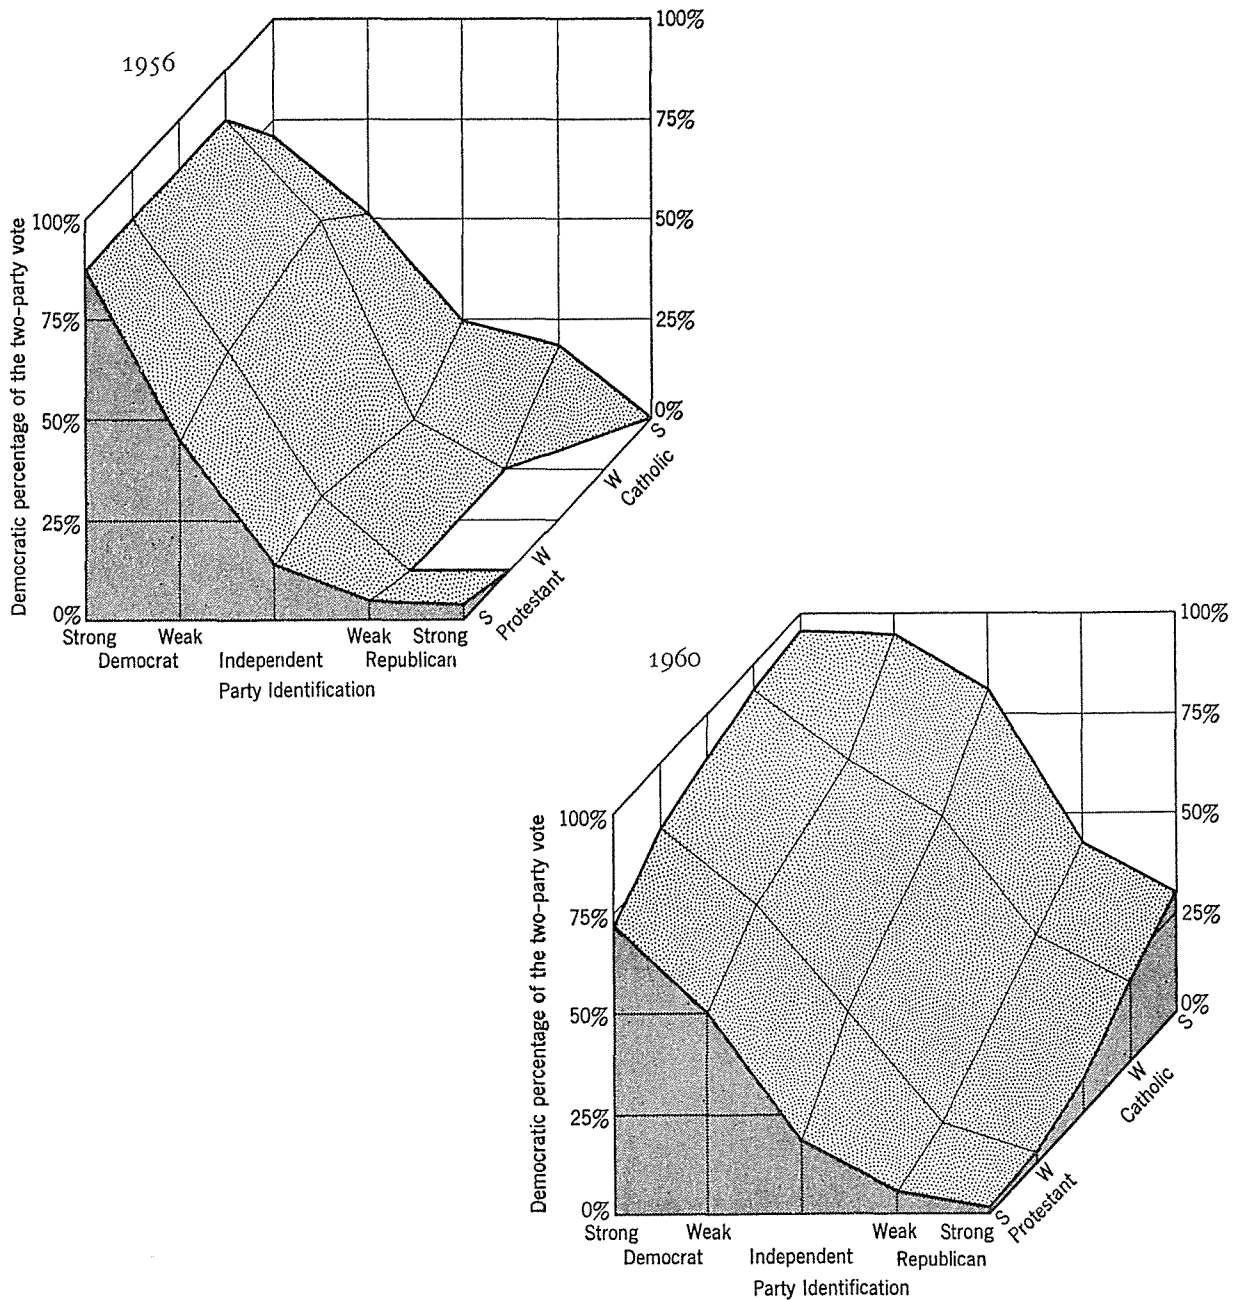 1956
100%
75%
50%
25%
0%
Democratic percentage of the two-party vote
100%
75%
50%
25%
0%
S
W
Catholic
W
S
Protestant
Strong Weak Weak Strong
Democrat Independent Republican
Party Identification
1960
100%
75%
50%
25%
0%
Democratic percentage of the two-party vote
100%
75%
50%
25%
0%
S
W
Catholic
W
S
Protestant
Strong Weak Weak Strong
Democrat Independent Republican
Party Identification